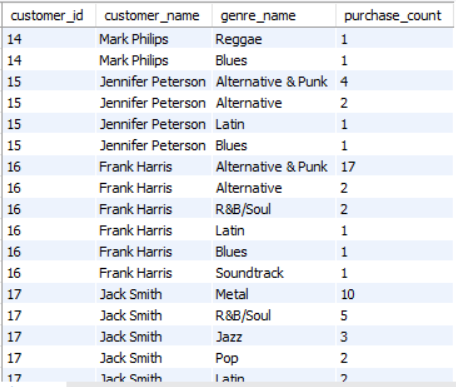 customer_id customer_name genre_name purchase_count
14 Mark Philips Reggae 1
14 Mark Philips Blues 1
15 Jennifer Peterson Alternative & Punk 4
15 Jennifer Peterson Alternative 2
15 Jennifer Peterson Latin 1
15 Jennifer Peterson Blues 1
16 Frank Harris Alternative & Punk 17
16 Frank Harris Alternative 2
16 Frank Harris R&B/Soul 2
16 Frank Harris Latin 1
16 Frank Harris Blues 1
16 Frank Harris Soundtrack 1
17 Jack Smith Metal 10
17 Jack Smith R&B/Soul 5
17 Jack Smith Jazz 3
17 Jack Smith Pop 2
17 Jack Smith Latin 2